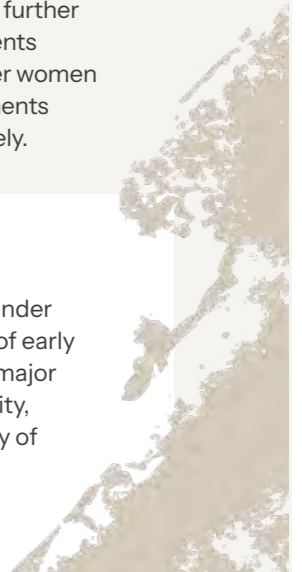 further
ents
er women
ents
ely.
nder
of early
major
ity,
y of